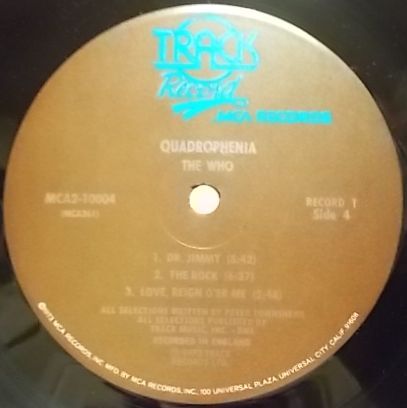 TRACK
Record
MCA RECORDS
QUADROPHENIA
THE WHO
MCA2-10004
RECORD 1
Side 4
1. DR. JIMMY (8:42)
2. THE ROCK (6:37)
3. LOVE, REIGN O'ER ME
ALL SELECTIONS WRITTEN BY PETER TOWNSHEND
ALL SELECTIONS PUBLISHED BY
TRACK MUSIC, INC. - BMI
RECORDED IN ENGLAND
©1973 MCA RECORDS, INC. MFG. BY MCA RECORDS, INC., 100 UNIVERSAL PLAZA, UNIVERSAL CITY, CALIF. 91608